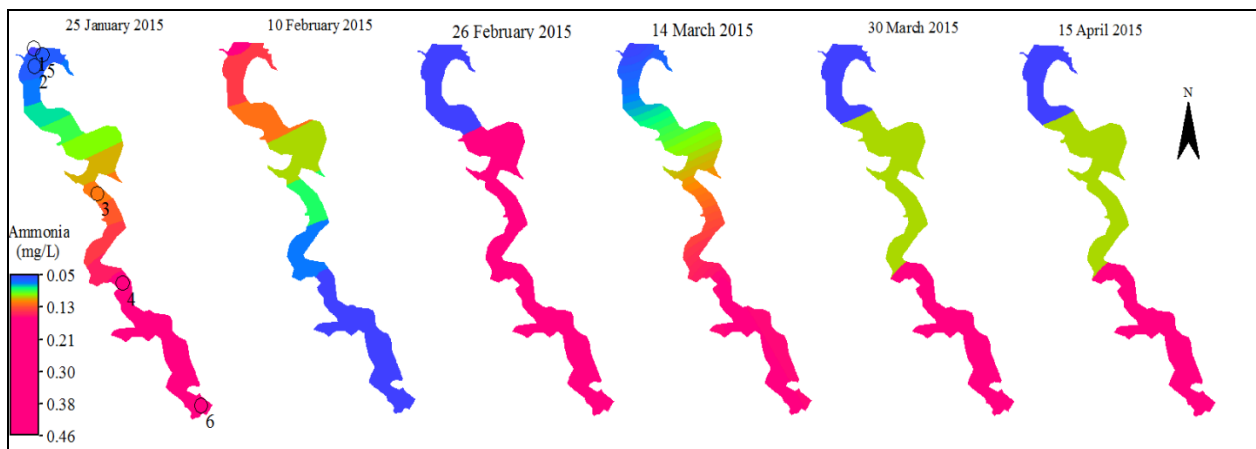 25 January 2015
10 February 2015
26 February 2015
14 March 2015
30 March 2015
15 April 2015
N
1
5
2
3
4
6
Ammonia
(mg/L)
0.05
0.13
0.21
0.30
0.38
0.46